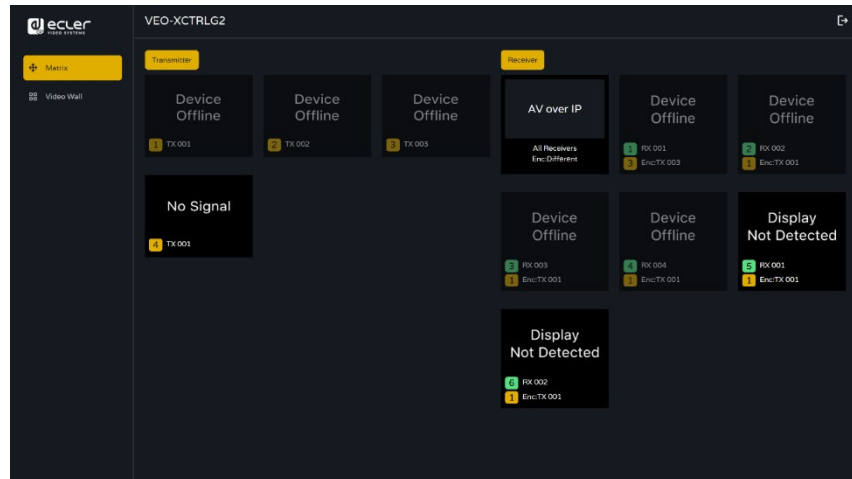 ecler
VIDEO SYSTEMS
VEO-XCTRLG2
Matrix
Video Wall
Transmitter
Device
Offline
1 TX 001
Device
Offline
2 TX 002
Device
Offline
3 TX 003
No Signal
4 TX 001
Receiver
AV over IP
All Receivers
Enc:Different
Device
Offline
1 RX 001
3 Enc:TX 003
Device
Offline
2 RX 002
1 Enc:TX 001
Device
Offline
3 RX 003
1 Enc:TX 001
Device
Offline
4 RX 004
1 Enc:TX 001
Display
Not Detected
5 RX 001
1 Enc:TX 001
Display
Not Detected
6 RX 002
1 Enc:TX 001